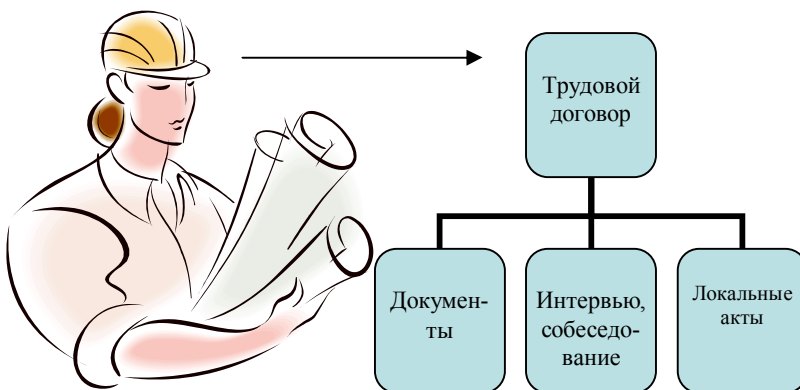 Трудовой
договор
Докумен-
ты
Интервью,
собеседо-
вание
Локальные
акты